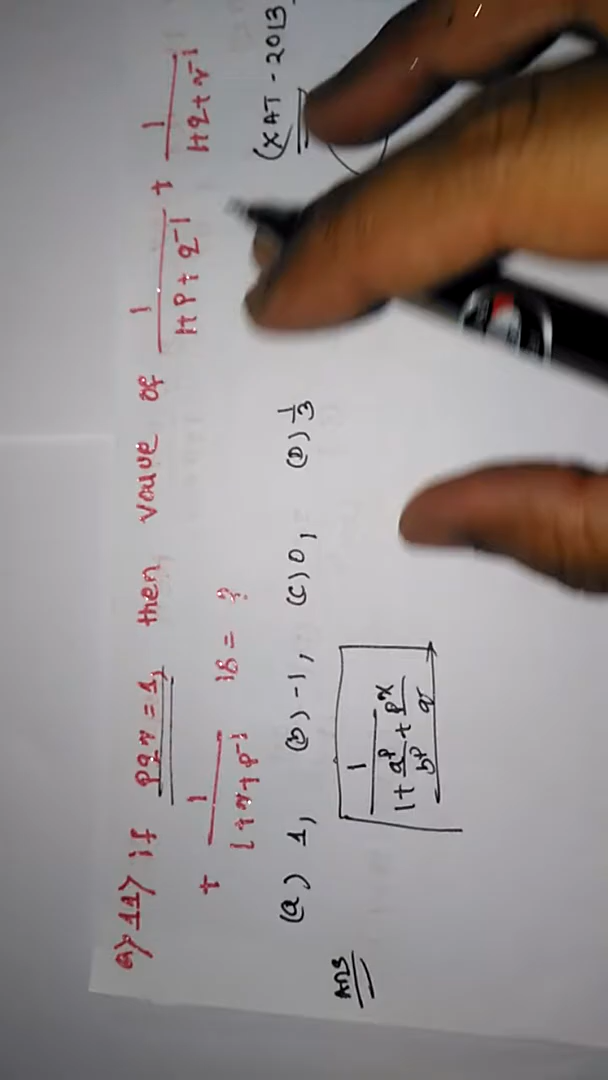 Q> 11> if pqr = 1, then value of 1/(1+p+q⁻¹) + 1/(1+q+r⁻¹)
+ 1/(1+r+p⁻¹) is = ?
(XAT - 2013
(a) 1, (b) -1, (c) 0, (D) 1/3
Ans